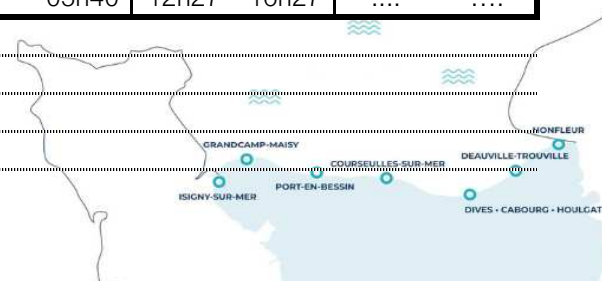 05h40 12h27 16h27 .... ....
HONFLEUR
GRANDCAMP-MAISY
DEAUVILLE-TROUVILLE
COURSEULLES-SUR-MER
PORT-EN-BESSIN
ISIGNY-SUR-MER
DIVES • CABOURG • HOULGAT